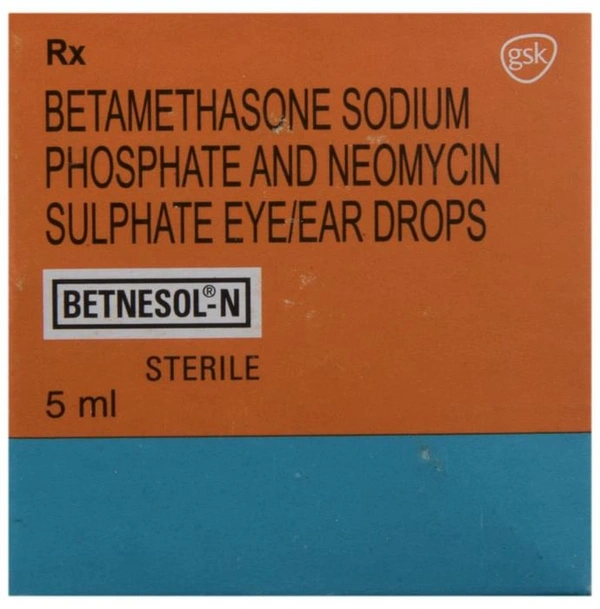 Rx
gsk
BETAMETHASONE SODIUM
PHOSPHATE AND NEOMYCIN
SULPHATE EYE/EAR DROPS
BETNESOL®-N
STERILE
5 ml